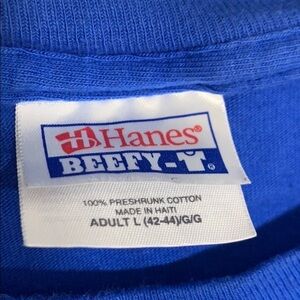 Hanes®
BEEFY-T®
100% PRESHRUNK COTTON
MADE IN HAITI
ADULT L (42-44)/G/G